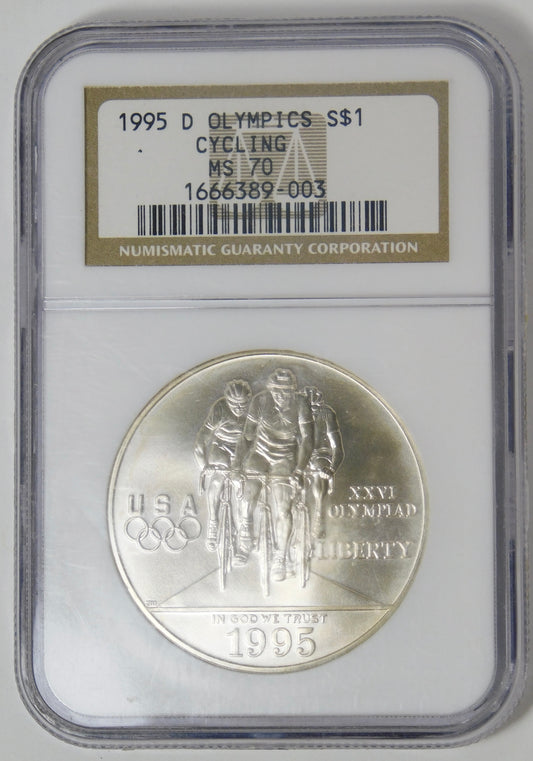 1995 D OLYMPICS S$1
CYCLING
MS 70
1666389-003
NUMISMATIC GUARANTY CORPORATION
USA
XXVI
OLYMPIAD
LIBERTY
IN GOD WE TRUST
1995